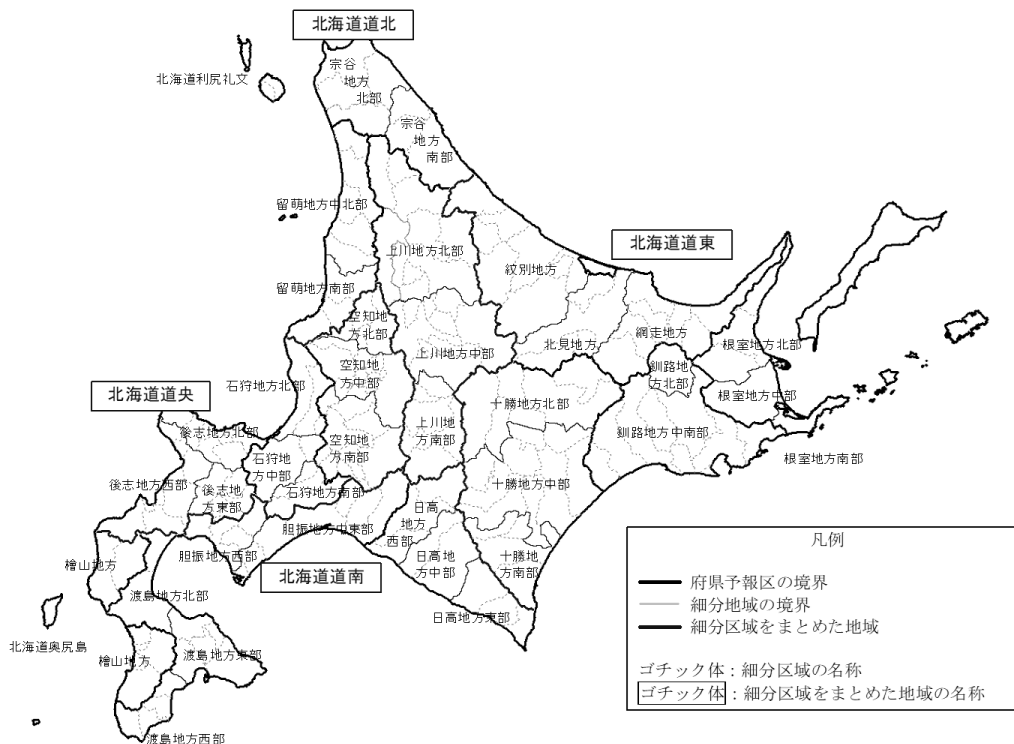 北海道道北
宗谷
地方
北部
北海道利尻礼文
宗谷
地方
南部
留萌地方中北部
北海道道東
上川地方北部
紋別地方
留萌地方南部
空知地
方北部
網走地方
北見地方
根室地方北部
上川地方中部
空知地
方中部
釧路地
方北部
石狩地方北部
北海道道央
根室地方中部
十勝地方北部
上川地
方南部
後志地方北部
空知地
方南部
釧路地方中南部
石狩地
方中部
根室地方南部
後志地方西部
後志地
方東部
石狩地方南部
十勝地方中部
日高
地方
西部
胆振地方中東部
胆振地方西部
日高地
方中部
十勝地
方南部
檜山地方
北海道道南
渡島地方北部
日高地方東部
北海道奥尻島
檜山地方
渡島地方東部
渡島地方西部
凡例
府県予報区の境界
細分地域の境界
細分区域をまとめた地域
ゴチック体：細分区域の名称
ゴチック体：細分区域をまとめた地域の名称